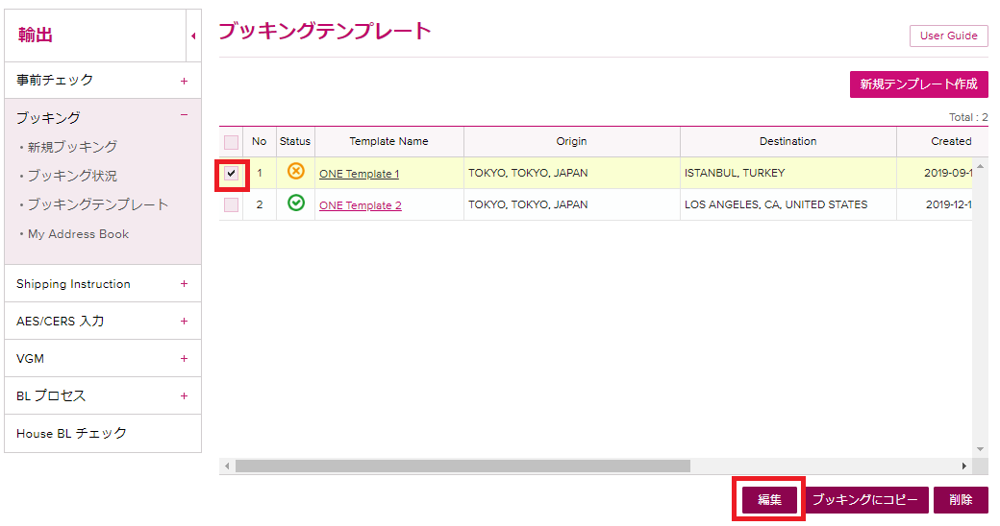 輸出
事前チェック
ブッキング
・新規ブッキング
・ブッキング状況
・ブッキングテンプレート
・My Address Book
Shipping Instruction
AES/CERS 入力
VGM
BL プロセス
House BL チェック
ブッキングテンプレート
User Guide
新規テンプレート作成
Total : 2
No Status Template Name Origin Destination Created
1 ONE Template 1 TOKYO, TOKYO, JAPAN ISTANBUL, TURKEY 2019-09-1
2 ONE Template 2 TOKYO, TOKYO, JAPAN LOS ANGELES, CA, UNITED STATES 2019-12-1
編集 ブッキングにコピー 削除